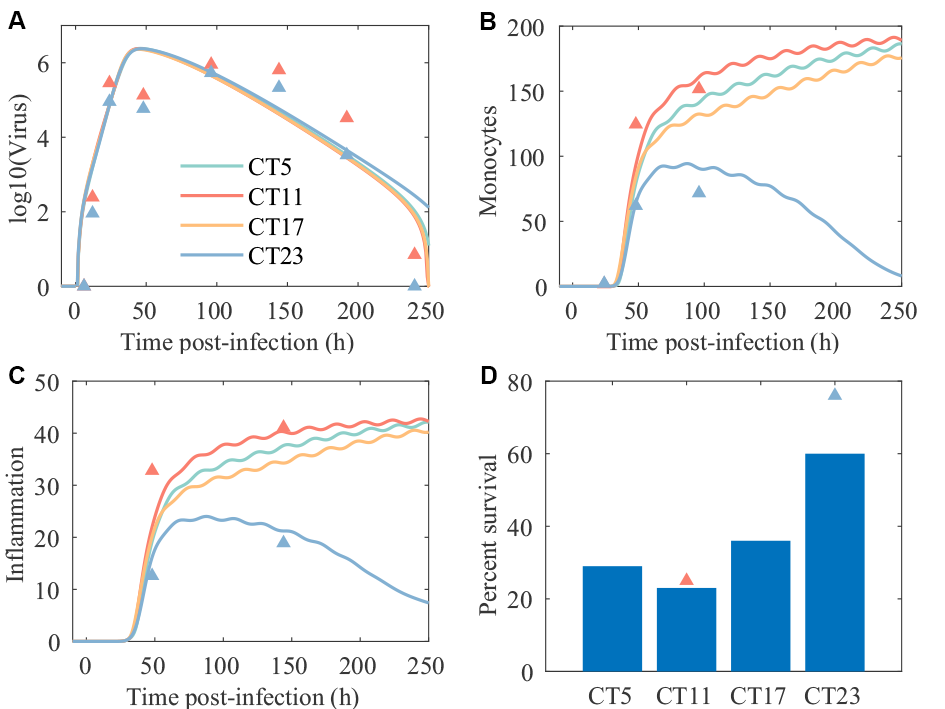 A
log10(Virus)
6
4
2
0
CT5
CT11
CT17
CT23
0 50 100 150 200 250
Time post-infection (h)
B
Monocytes
200
150
100
50
0
0 50 100 150 200 250
Time post-infection (h)
C
Inflammation
50
40
30
20
10
0
0 50 100 150 200 250
Time post-infection (h)
D
Percent survival
80
60
40
20
0
CT5 CT11 CT17 CT23